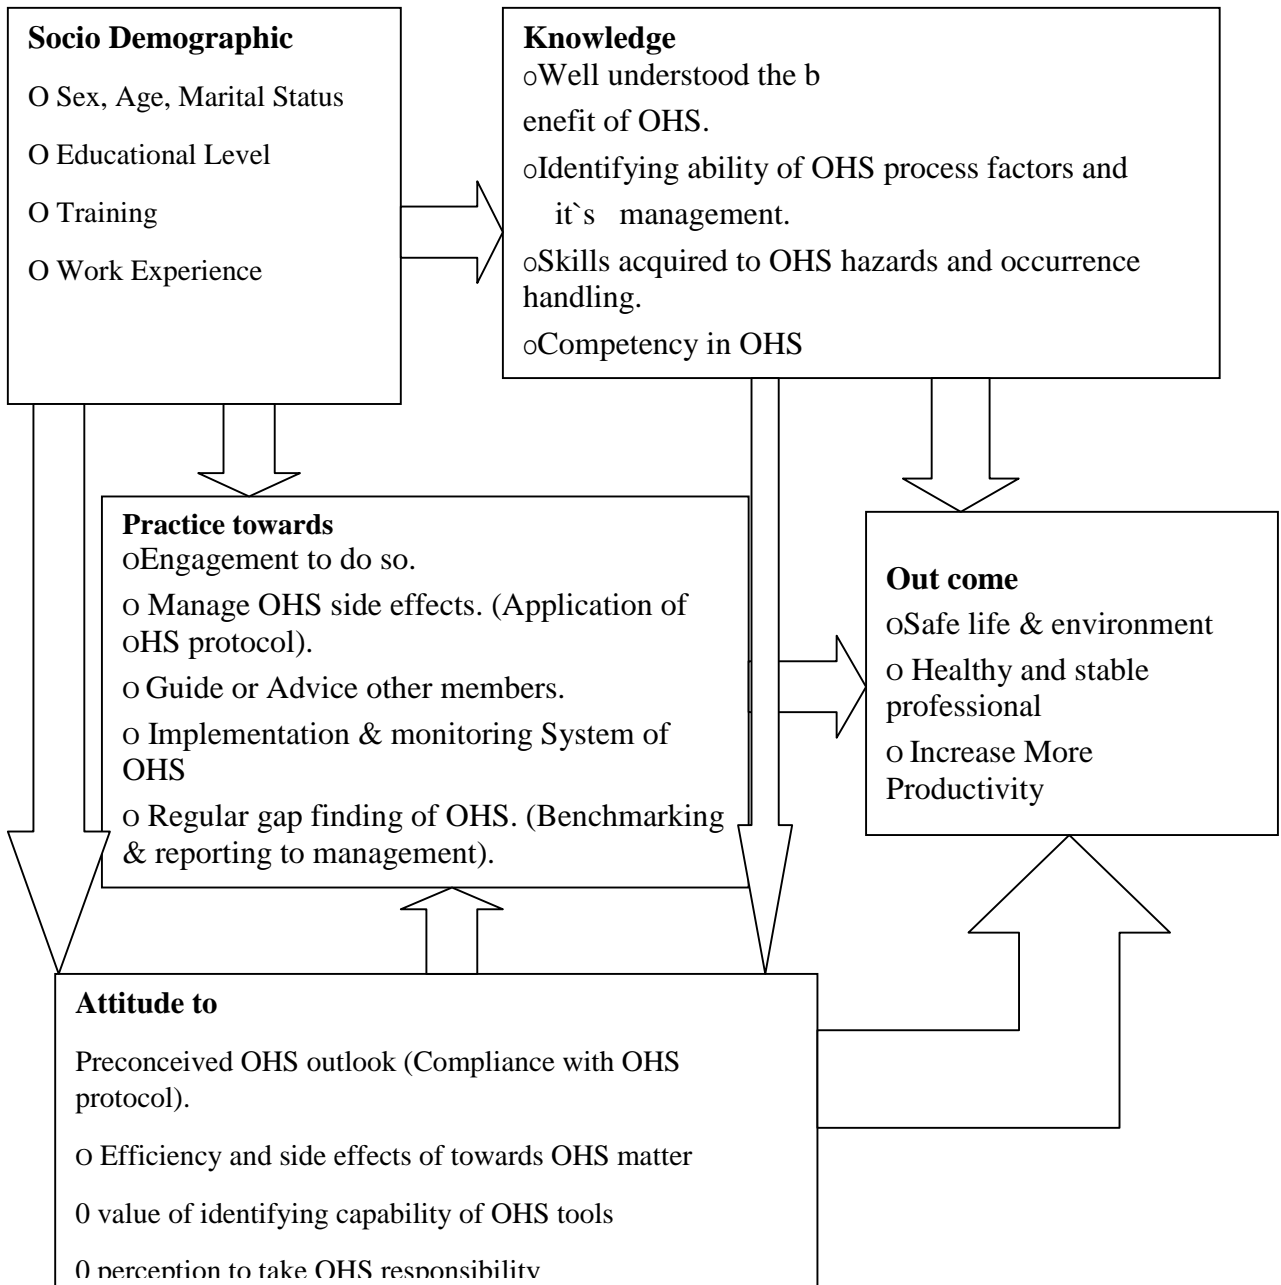 Socio Demographic
O Sex, Age, Marital Status
O Educational Level
O Training
O Work Experience
Knowledge
oWell understood the b
enefit of OHS.
oIdentifying ability of OHS process factors and
it`s management.
oSkills acquired to OHS hazards and occurrence
handling.
oCompetency in OHS
Practice towards
oEngagement to do so.
o Manage OHS side effects. (Application of
oHS protocol).
o Guide or Advice other members.
o Implementation & monitoring System of
OHS
o Regular gap finding of OHS. (Benchmarking
& reporting to management).
Out come
oSafe life & environment
o Healthy and stable
professional
o Increase More
Productivity
Attitude to
Preconceived OHS outlook (Compliance with OHS
protocol).
o Efficiency and side effects of towards OHS matter
0 value of identifying capability of OHS tools
0 perception to take OHS responsibility